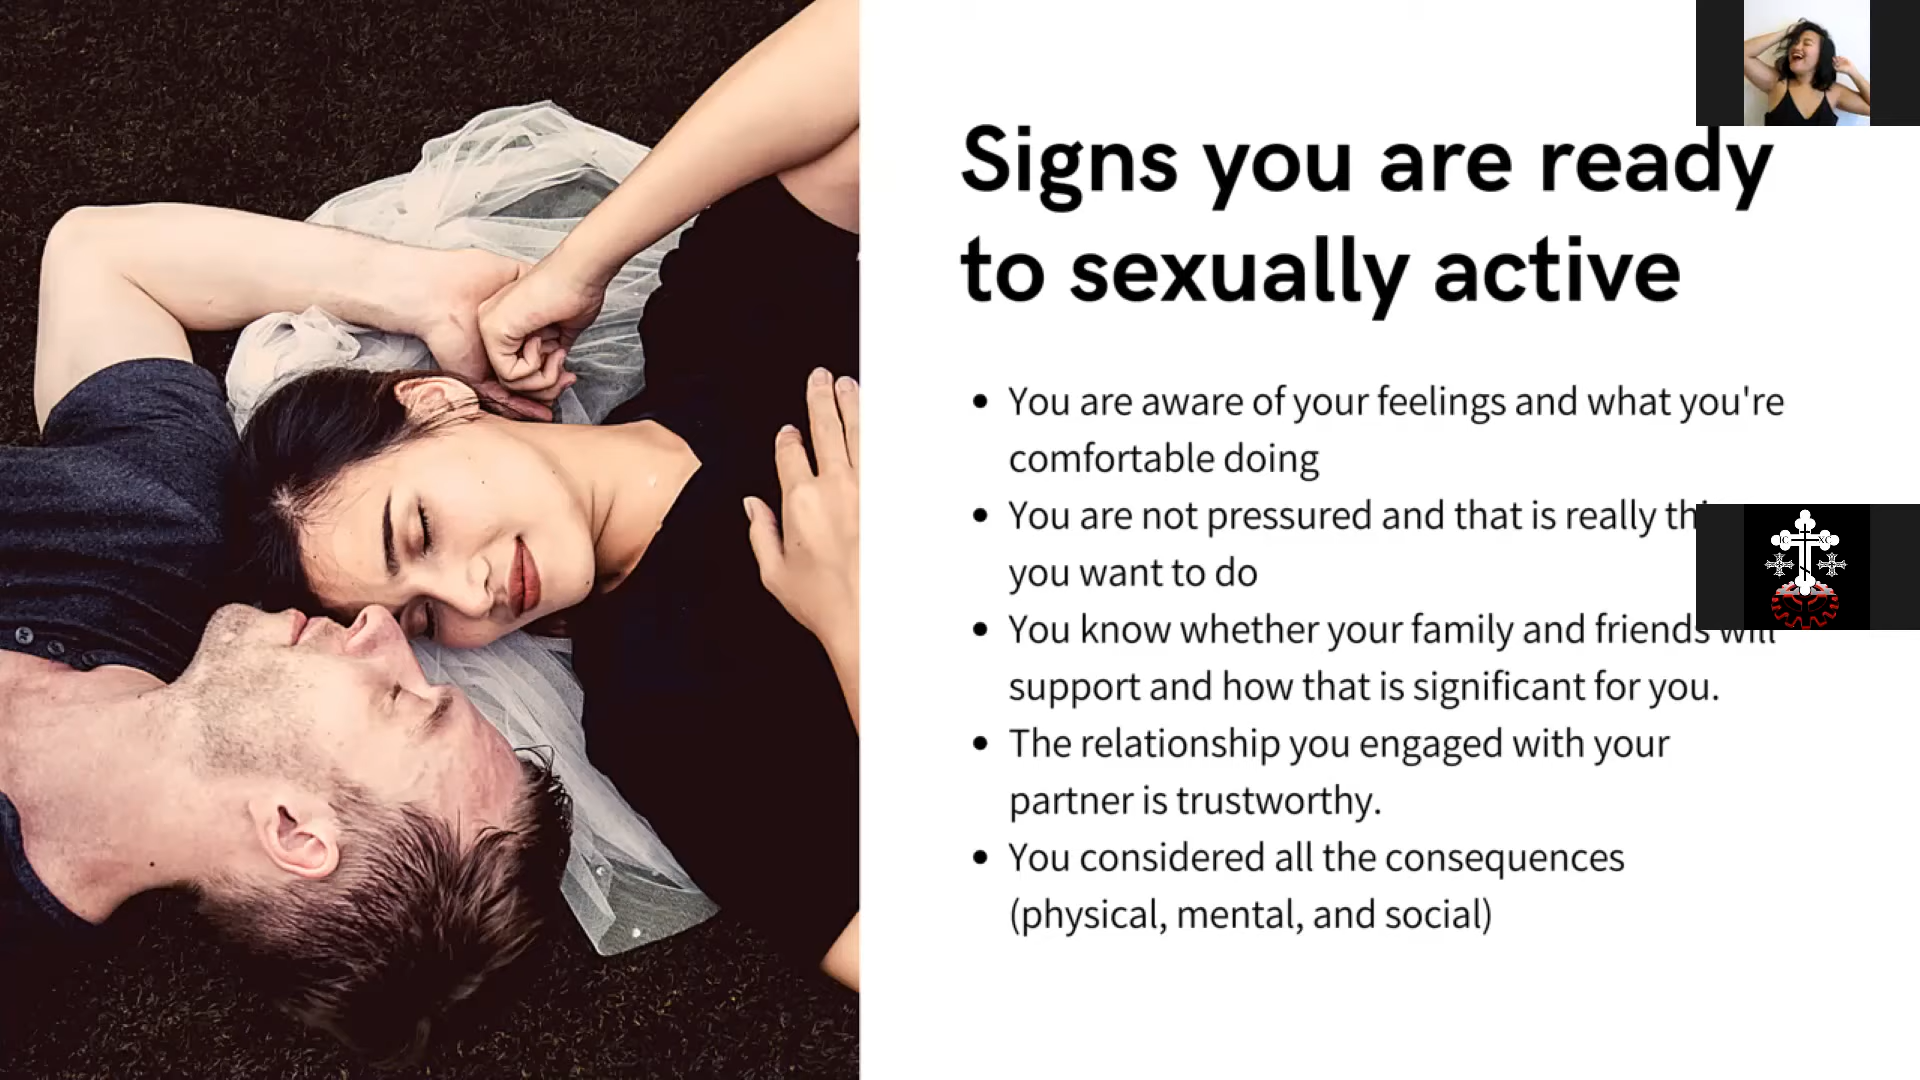 Signs you are ready
to sexually active
You are aware of your feelings and what you're
comfortable doing
You are not pressured and that is really
you want to do
You know whether your family and friends will
support and how that is significant for you.
The relationship you engaged with your
partner is trustworthy.
You considered all the consequences
(physical, mental, and social)
IC XC